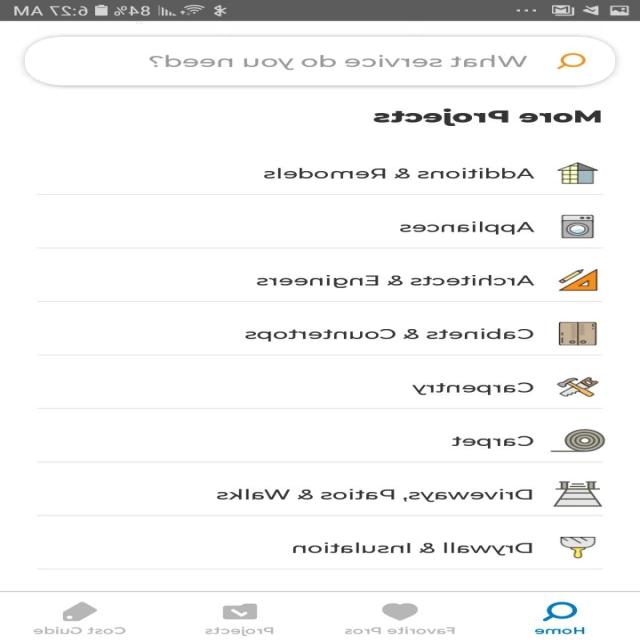 84% 6:27 AM
What service do you need?
More Projects
Additions & Remodels
Appliances
Architects & Engineers
Cabinets & Countertops
Carpentry
Carpet
Driveways, Patios & Walks
Drywall & Insulation
Home Favorite Pros Projects Cost Guide